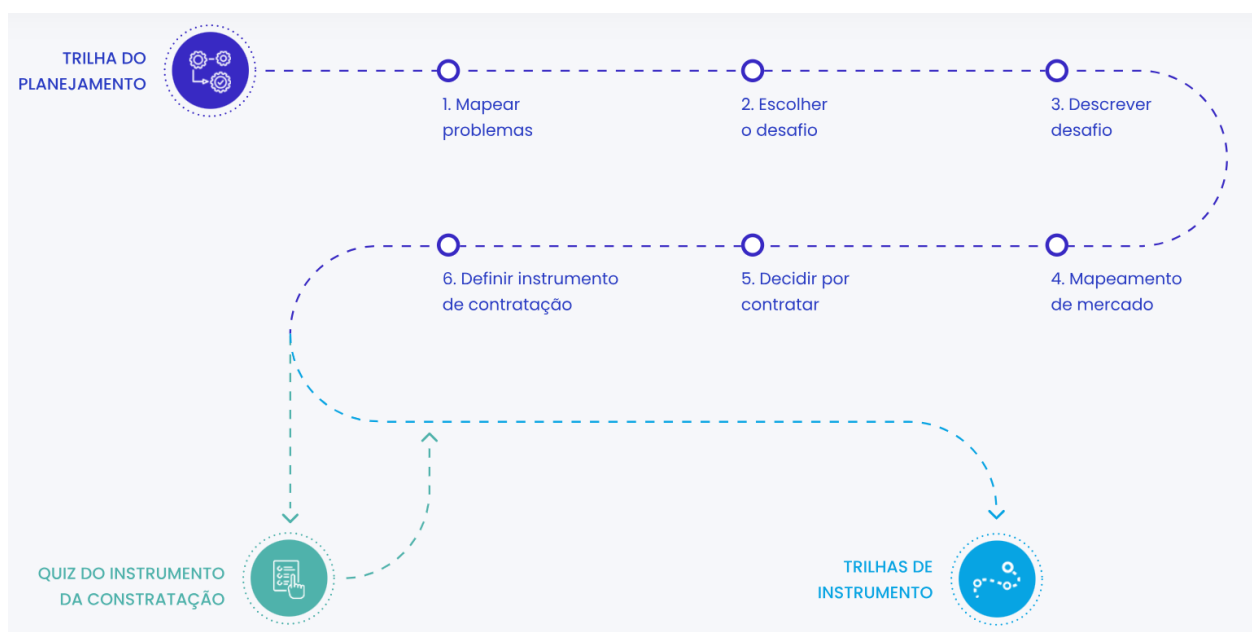 TRILHA DO
PLANEJAMENTO
1. Mapear
problemas
2. Escolher
o desafio
3. Descrever
desafio
6. Definir instrumento
de contratação
5. Decidir por
contratar
4. Mapeamento
de mercado
QUIZ DO INSTRUMENTO
DA CONSTRATAÇÃO
TRILHAS DE
INSTRUMENTO